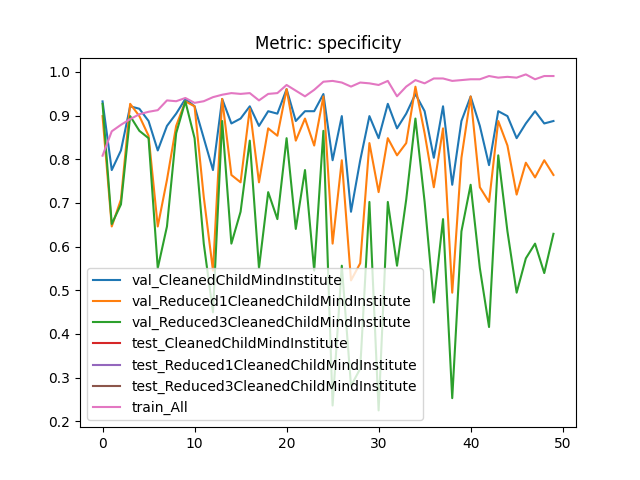 Metric: specificity
1.0
0.9
0.8
0.7
0.6
0.5
0.4
0.3
0.2
val_CleanedChildMindInstitute
val_Reduced1CleanedChildMindInstitute
val_Reduced3CleanedChildMindInstitute
test_CleanedChildMindInstitute
test_Reduced1CleanedChildMindInstitute
test_Reduced3CleanedChildMindInstitute
train_All
0 10 20 30 40 50